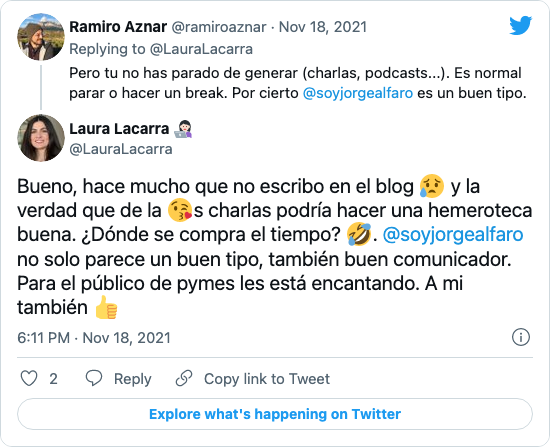 Ramiro Aznar @ramiroaznar · Nov 18, 2021
Replying to @LauraLacarra
Pero tu no has parado de generar (charlas, podcasts...). Es normal
parar o hacer un break. Por cierto @soyjorgealfaro es un buen tipo.
Laura Lacarra 👩🏻‍💻
@LauraLacarra
Bueno, hace mucho que no escribo en el blog 😥 y la
verdad que de la 😘s charlas podría hacer una hemeroteca
buena. ¿Dónde se compra el tiempo? 🤣. @soyjorgealfaro
no solo parece un buen tipo, también buen comunicador.
Para el público de pymes les está encantando. A mi
también 👍
6:11 PM · Nov 18, 2021
2 Reply Copy link to Tweet
Explore what's happening on Twitter